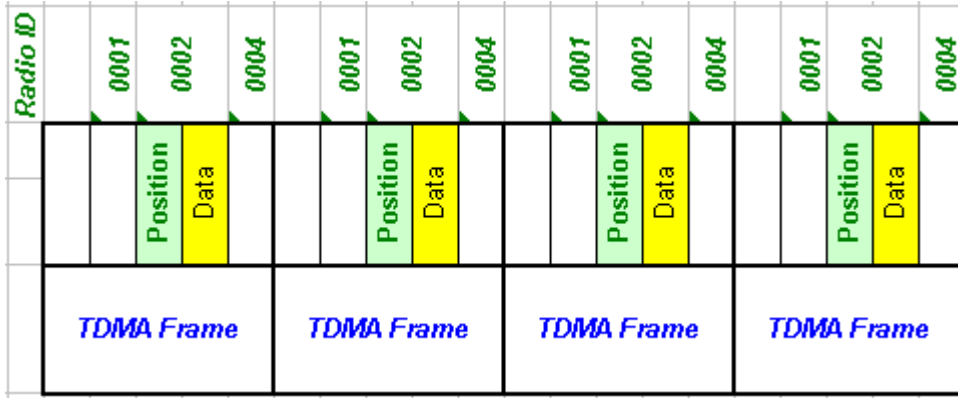 Radio ID
0001 0002 0004 0001 0002 0004 0001 0002 0004 0001 0002 0004
Position Data Position Data Position Data Position Data
TDMA Frame TDMA Frame TDMA Frame TDMA Frame